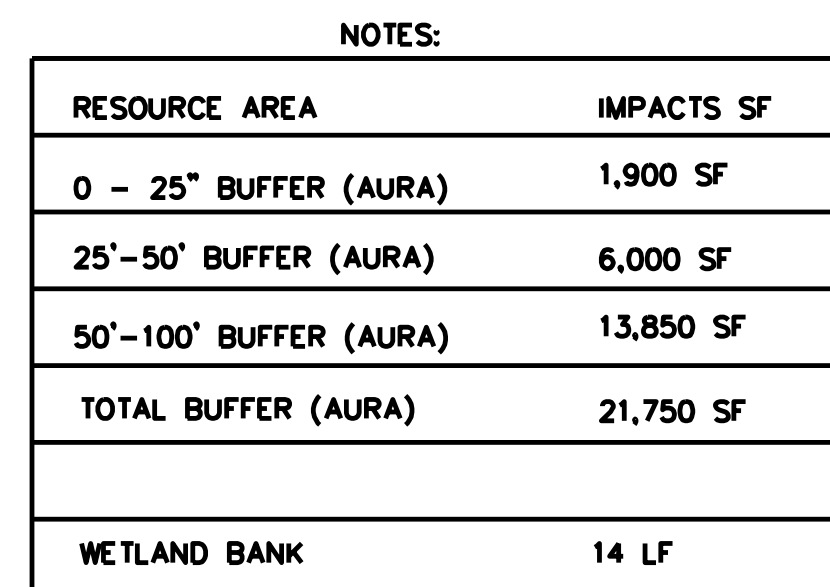 NOTES:
RESOURCE AREA IMPACTS SF
0 - 25" BUFFER (AURA) 1,900 SF
25'-50' BUFFER (AURA) 6,000 SF
50'-100' BUFFER (AURA) 13,850 SF
TOTAL BUFFER (AURA) 21,750 SF
WETLAND BANK 14 LF